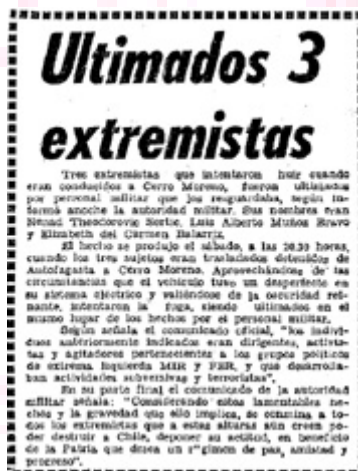 Ultimados 3
extremistas
Tres extremistas que intentaron huir cuando
eran conducidos a Cerro Moreno, fueron ultimados
por personal militar que los resguardaba, según in-
formó anoche la autoridad militar. Sus nombres eran
Nenad Teodorovic Sertic, Luis Alberto Muñoz Bravo
y Elizabeth del Carmen
El hecho se produjo el sábado, a las 20.30 horas,
cuando los tres sujetos eran trasladados detenidos de
Antofagasta a Cerro Moreno. Aprovechándose de las
circunstancias que el vehículo tuvo un desperfecto en
su sistema eléctrico y valiéndose de la oscuridad rei-
nante, intentaron la fuga, siendo ultimados en el
mismo lugar de los hechos por el personal militar.
Según señala el comunicado oficial, "los individ-
duos anteriormente indicados eran dirigentes, activis-
tas y agitadores pertenecientes a los grupos políticos
de extrema izquierda MIR y FER, y que desarrolla-
ban actividades subversivas y terroristas".
En su parte final el comunicado de la autoridad
militar señala: "Considerando estos lamentables he-
chos y la gravedad que ello implica, se conmina a to-
dos los extremistas que a estas alturas aún creen po-
der destruir a Chile, deponer su actitud, en beneficio
de la Patria que desea un r"gimen de paz, amistad y
progreso".